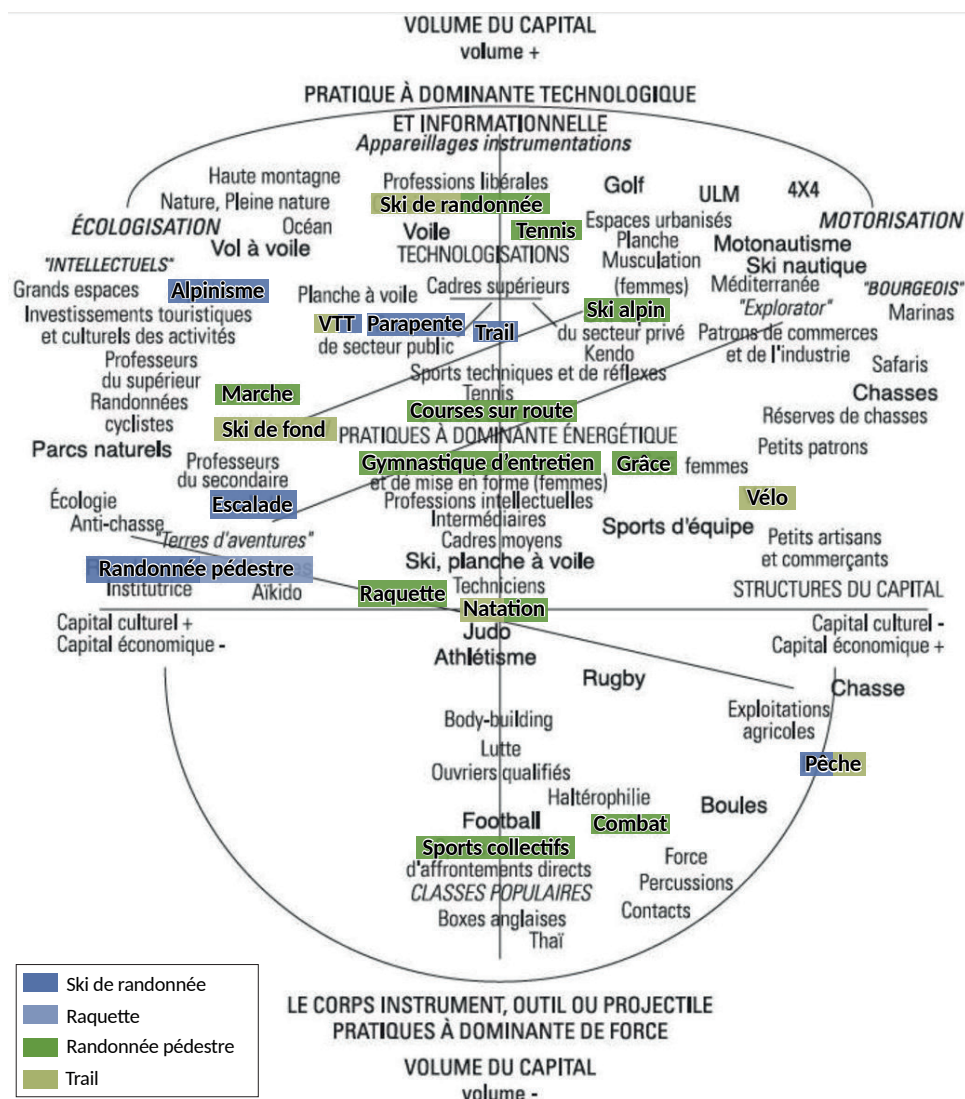 VOLUME DU CAPITAL
volume +
PRATIQUE À DOMINANTE TECHNOLOGIQUE
ET INFORMATIONNELLE
Appareillages instrumentations
Haute montagne
Professions libérales
Golf
ULM
4X4
Nature, Pleine nature
Ski de randonnée
ÉCOLOGISATION
Océan
Voile
Tennis
Espaces urbanisés
MOTORISATION
Vol à voile
TECHNOLOGISATIONS
Planche
Musculation
(femmes)
Motonautisme
Ski nautique
"INTELLECTUELS"
Grands espaces
Alpinisme
Planche à voile
Cadres supérieurs
Méditerranée
"BOURGEOIS"
Marinas
Investissements touristiques
et culturels des activités
VTT
Parapente
de secteur public
Trail
Ski alpin
du secteur privé
Kendo
"Explorator"
Patrons de commerces
et de l'industrie
Professeurs
du supérieur
Sports techniques et de réflexes
Safaris
Marche
Tennis
Chasses
Randonnées
cyclistes
Courses sur route
Réserves de chasses
Ski de fond
PRATIQUES À DOMINANTE ÉNERGÉTIQUE
Parcs naturels
Petits patrons
Professeurs
du secondaire
Gymnastique d'entretien
et de mise en forme (femmes)
Grâce
femmes
Écologie
Escalade
Professions intellectuelles
Vélo
Anti-chasse
Intermédiaires
Sports d'équipe
"Terres d'aventures"
Cadres moyens
Petits artisans
et commerçants
Randonnée pédestre
Ski, planche à voile
Institutrice
Aïkido
Raquette
Techniciens
STRUCTURES DU CAPITAL
Natation
Capital culturel +
Capital économique -
Judo
Capital culturel -
Capital économique +
Athlétisme
Rugby
Chasse
Body-building
Exploitations
agricoles
Lutte
Ouvriers qualifiés
Pêche
Haltérophilie
Boules
Football
Combat
Sports collectifs
d'affrontements directs
Force
CLASSES POPULAIRES
Percussions
Boxes anglaises
Contacts
Thaï
Ski de randonnée
Raquette
Randonnée pédestre
Trail
LE CORPS INSTRUMENT, OUTIL OU PROJECTILE
PRATIQUES À DOMINANTE DE FORCE
VOLUME DU CAPITAL
volume -